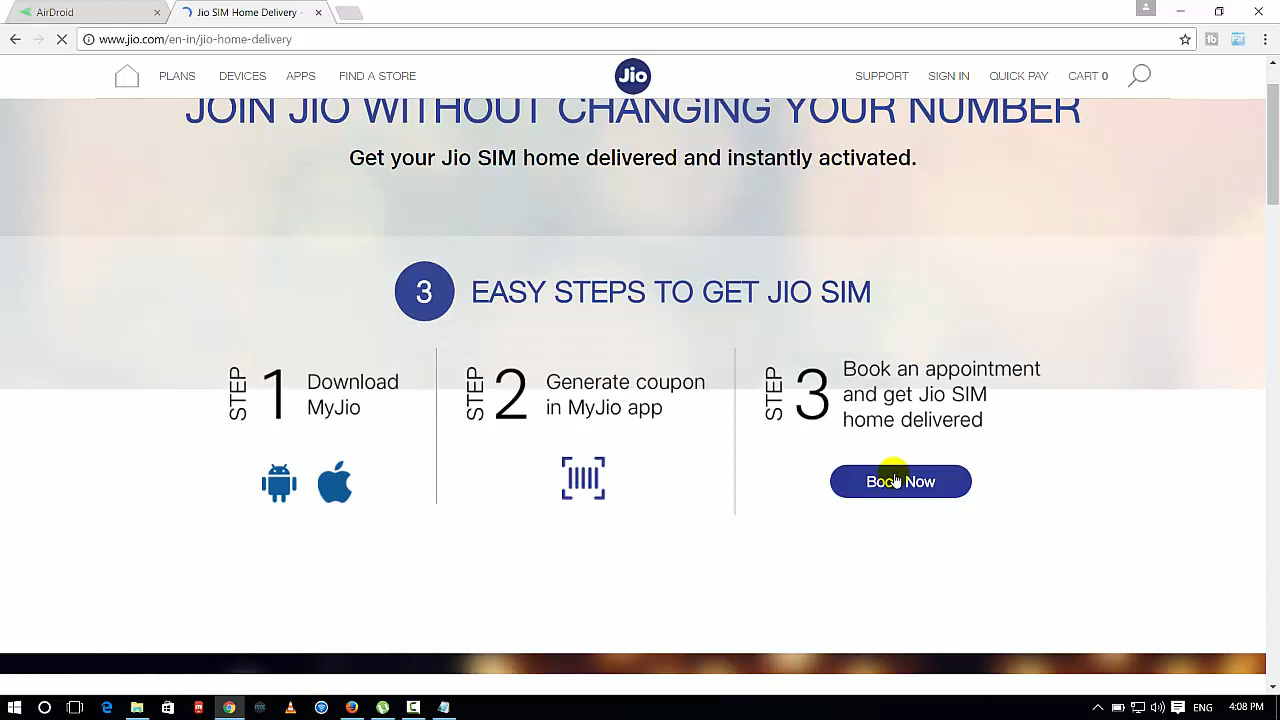 AirDroid
Jio SIM Home Delivery -
www.jio.com/en-in/jio-home-delivery
PLANS DEVICES APPS FIND A STORE Jio SUPPORT SIGN IN QUICK PAY CART 0
JOIN JIO WITHOUT CHANGING YOUR NUMBER
Get your Jio SIM home delivered and instantly activated.
3 EASY STEPS TO GET JIO SIM
STEP 1 Download
MyJio
STEP 2 Generate coupon
in MyJio app
STEP 3 Book an appointment
and get Jio SIM
home delivered
Book Now
ENG 4:08 PM